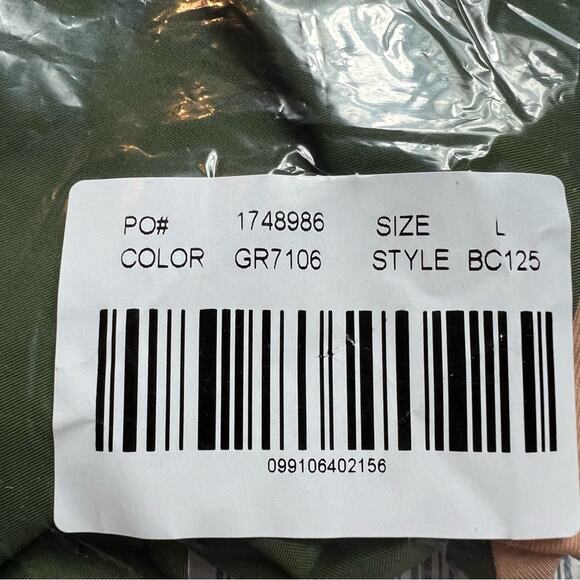 PO# 1748986 SIZE L
COLOR GR7106 STYLE BC125
099106402156